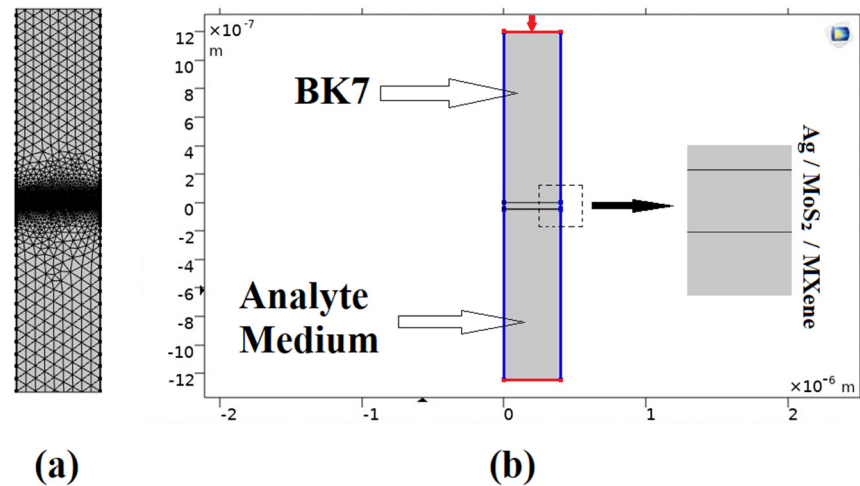 12
×10⁻⁷
m
10
8
6
4
2
0
-2
-4
-6
-8
-10
-12
BK7
Analyte
Medium
Ag / MoS₂ / MXene
×10⁻⁶ m
-2
-1
0
1
2
(a)
(b)